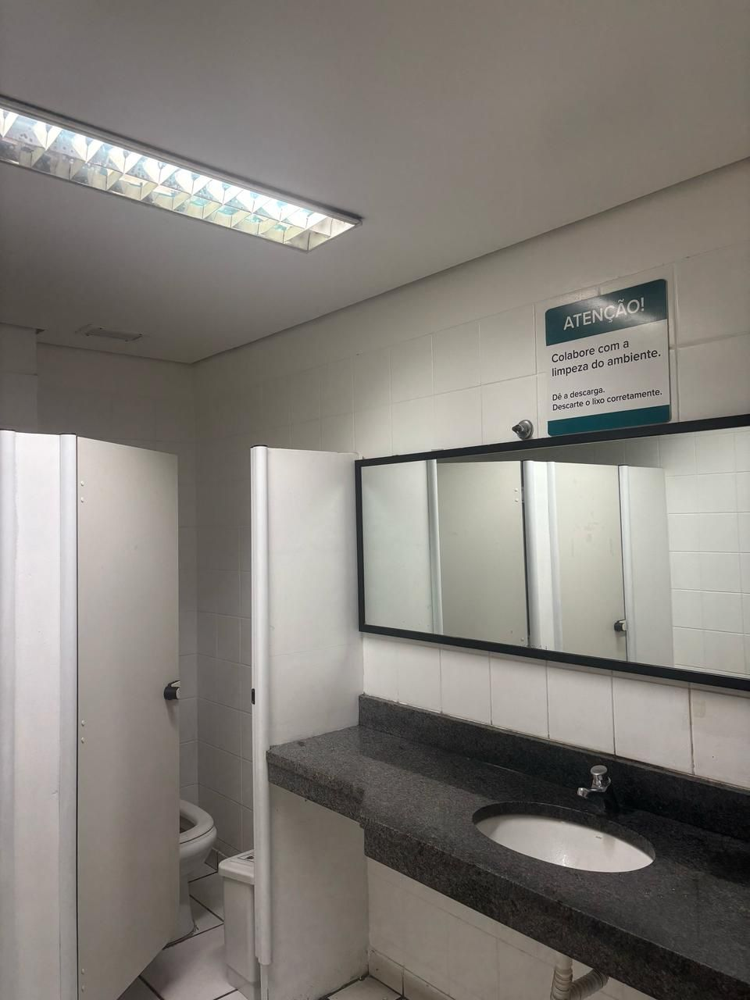 ATENÇÃO!
Colabore com a
limpeza do ambiente.
Dê a descarga.
Descarte o lixo corretamente.